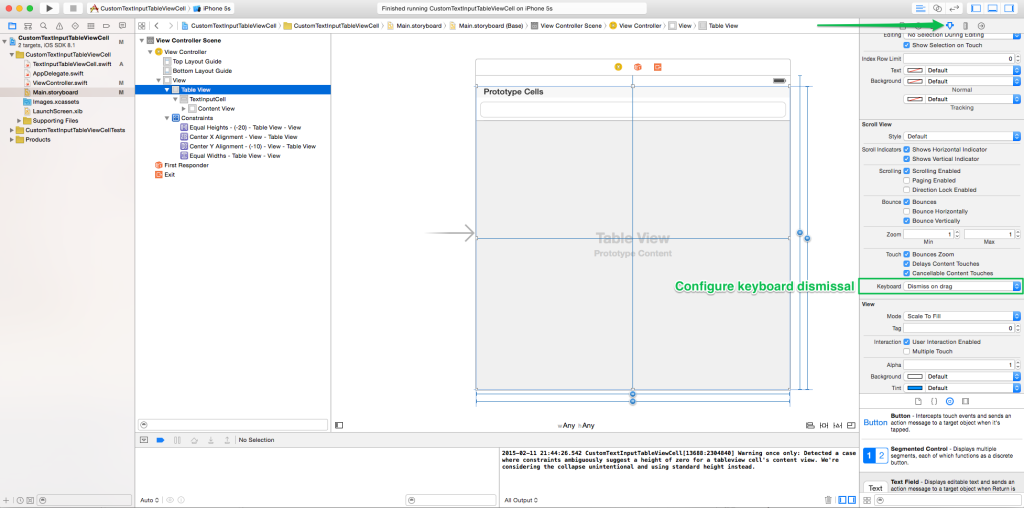 CustomTextInputTableViewCell
iPhone 5s
Finished running CustomTextInputTableViewCell on iPhone 5s
CustomTextInputTableViewCell
CustomTextInputTableViewCell
Main.storyboard
Main.storyboard (Base)
View Controller Scene
View Controller
View
Table View
CustomTextInputTableViewCell
M
2 targets, iOS SDK 8.1
CustomTextInputTableViewCell
TextInputTableViewCell.swift
A
AppDelegate.swift
ViewController.swift
M
Main.storyboard
M
Images.xcassets
LaunchScreen.xib
Supporting Files
CustomTextInputTableViewCellTests
Products
View Controller Scene
View Controller
Top Layout Guide
Bottom Layout Guide
View
Table View
TextInputCell
Content View
Constraints
Equal Heights - (-20) - Table View - View
Center X Alignment - View - Table View
Center Y Alignment - (-10) - View - Table View
Equal Widths - Table View - View
First Responder
Exit
Prototype Cells
Table View
Prototype Content
Configure keyboard dismissal
wAny hAny
Editing No Selection During Editing
Show Selection on Touch
Index Row Limit 0
Text Default
Background Default
Normal
Default
Tracking
Scroll View
Style Default
Scroll Indicators Shows Horizontal Indicator
Shows Vertical Indicator
Scrolling Scrolling Enabled
Paging Enabled
Direction Lock Enabled
Bounce Bounces
Bounce Horizontally
Bounce Vertically
Zoom 1 1
Min Max
Touch Bounces Zoom
Delays Content Touches
Cancellable Content Touches
Keyboard Dismiss on drag
View
Mode Scale To Fill
Tag 0
Interaction User Interaction Enabled
Multiple Touch
Alpha 1
Background Default
Tint Default
Button
Button - Intercepts touch events and sends an
action message to a target object when it's
tapped.
1 2
Segmented Control - Displays multiple
segments, each of which functions as a discrete
button.
Text
Text Field - Displays editable text and sends an
action message to a target object when Return is
No Selection
2015-02-11 21:44:26.542 CustomTextInputTableViewCell[13688:2304840] Warning once only: Detected a case
where constraints ambiguously suggest a height of zero for a tableview cell's content view. We're
considering the collapse unintentional and using standard height instead.
Auto
All Output